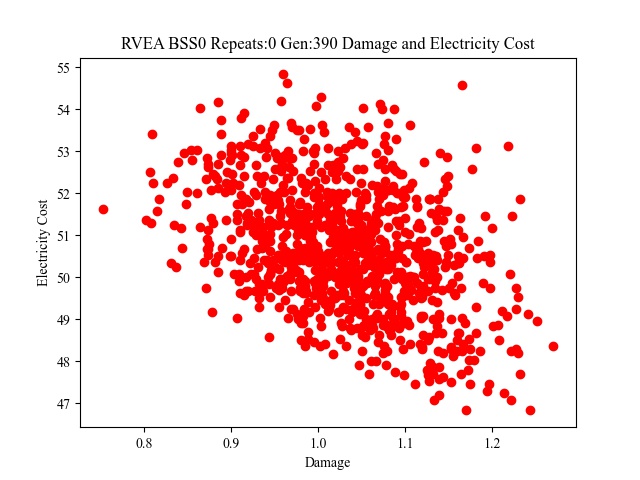 RVEA BSS0 Repeats:0 Gen:390 Damage and Electricity Cost
55
54
53
52
51
50
49
48
47
Electricity Cost
0.8 0.9 1.0 1.1 1.2
Damage